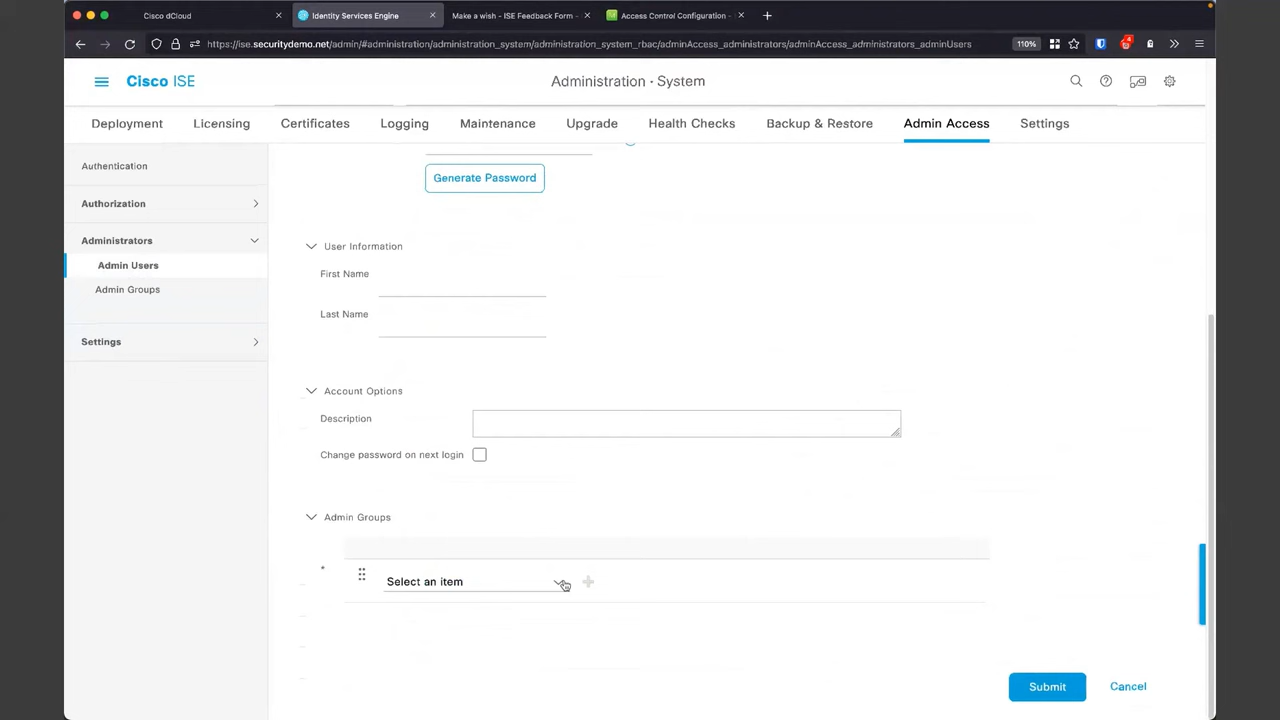 Cisco dCloud
Identity Services Engine
Make a wish - ISE Feedback Form -
Access Control Configuration -
https://ise.securitydemo.net/admin/#administration/administration_system/administration_system_rbac/adminAccess_administrators/adminAccess_administrators_adminUsers
110%
4
Cisco ISE
Administration · System
Deployment
Licensing
Certificates
Logging
Maintenance
Upgrade
Health Checks
Backup & Restore
Admin Access
Settings
Authentication
Authorization
Administrators
Admin Users
Admin Groups
Settings
Generate Password
User Information
First Name
Last Name
Account Options
Description
Change password on next login
Admin Groups
*
Select an item
Submit
Cancel